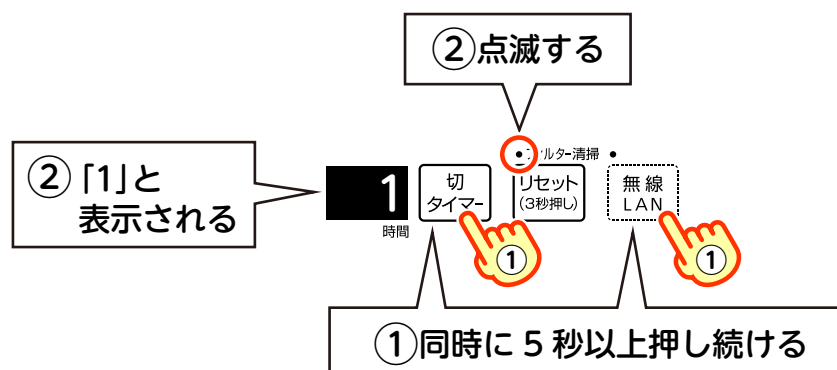 ②点滅する
②「1」と
表示される
1
時間
切
タイマー
フィルター清掃
リセット
(3秒押し)
無線
LAN
①
①
①同時に5秒以上押し続ける